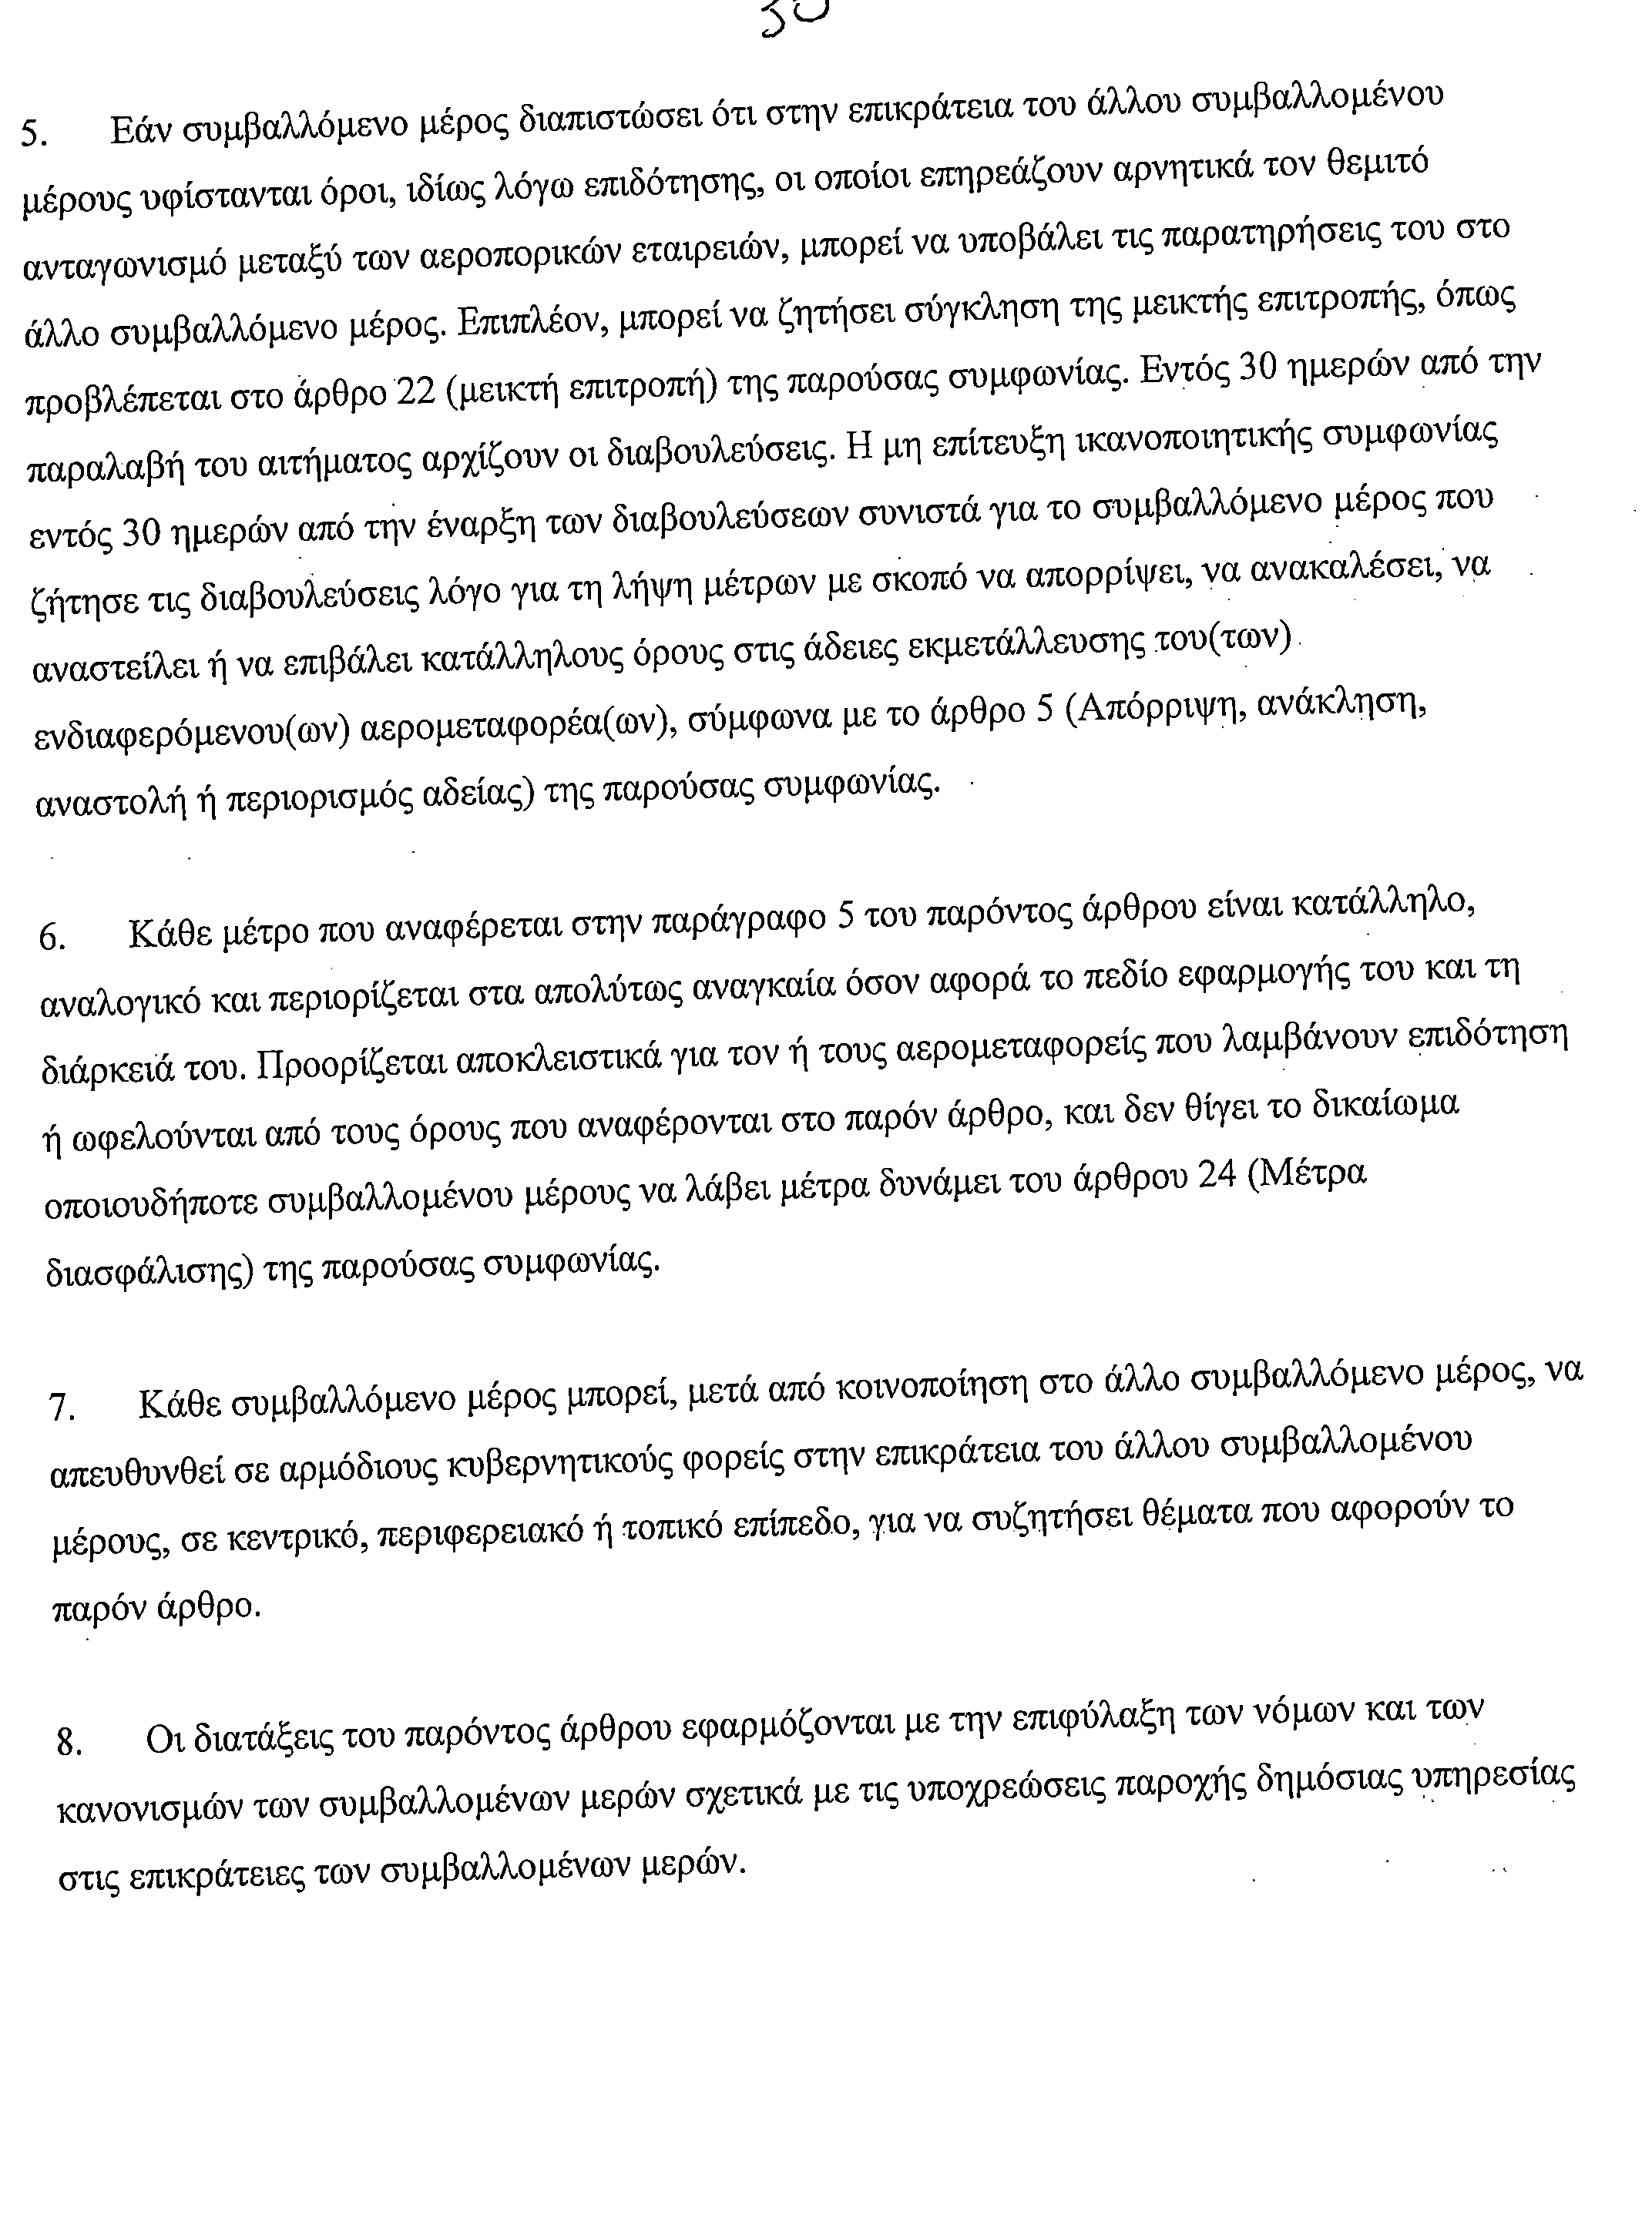 5. Εάν συμβαλλόμενο μέρος διαπιστώσει ότι στην επικράτεια του άλλου συμβαλλομένου
μέρους υφίστανται όροι, ιδίως λόγω επιδότησης, οι οποίοι επηρεάζουν αρνητικά τον θεμιτό
ανταγωνισμό μεταξύ των αεροπορικών εταιρειών, μπορεί να υποβάλει τις παρατηρήσεις του στο
άλλο συμβαλλόμενο μέρος. Επιπλέον, μπορεί να ζητήσει σύγκληση της μεικτής επιτροπής, όπως
προβλέπεται στο άρθρο 22 (μεικτή επιτροπή) της παρούσας συμφωνίας. Εντός 30 ημερών από την
παραλαβή του αιτήματος αρχίζουν οι διαβουλεύσεις. Η μη επίτευξη ικανοποιητικής συμφωνίας
εντός 30 ημερών από την έναρξη των διαβουλεύσεων συνιστά για το συμβαλλόμενο μέρος που
ζήτησε τις διαβουλεύσεις λόγο για τη λήψη μέτρων με σκοπό να απορρίψει, να ανακαλέσει, να
αναστείλει ή να επιβάλει κατάλληλους όρους στις άδειες εκμετάλλευσης του(των)
ενδιαφερόμενου(ων) αερομεταφορέα(ων), σύμφωνα με το άρθρο 5 (Απόρριψη, ανάκληση,
αναστολή ή περιορισμός αδείας) της παρούσας συμφωνίας.
6. Κάθε μέτρο που αναφέρεται στην παράγραφο 5 του παρόντος άρθρου είναι κατάλληλο,
αναλογικό και περιορίζεται στα απολύτως αναγκαία όσον αφορά το πεδίο εφαρμογής του και τη
διάρκειά του. Προορίζεται αποκλειστικά για τον ή τους αερομεταφορείς που λαμβάνουν επιδότηση
ή ωφελούνται από τους όρους που αναφέρονται στο παρόν άρθρο, και δεν θίγει το δικαίωμα
οποιουδήποτε συμβαλλομένου μέρους να λάβει μέτρα δυνάμει του άρθρου 24 (Μέτρα
διασφάλισης) της παρούσας συμφωνίας.
7. Κάθε συμβαλλόμενο μέρος μπορεί, μετά από κοινοποίηση στο άλλο συμβαλλόμενο μέρος, να
απευθυνθεί σε αρμόδιους κυβερνητικούς φορείς στην επικράτεια του άλλου συμβαλλομένου
μέρους, σε κεντρικό, περιφερειακό ή τοπικό επίπεδο, για να συζητήσει θέματα που αφορούν το
παρόν άρθρο.
8. Οι διατάξεις του παρόντος άρθρου εφαρμόζονται με την επιφύλαξη των νόμων και των
κανονισμών των συμβαλλομένων μερών σχετικά με τις υποχρεώσεις παροχής δημόσιας υπηρεσίας
στις επικράτειες των συμβαλλομένων μερών.